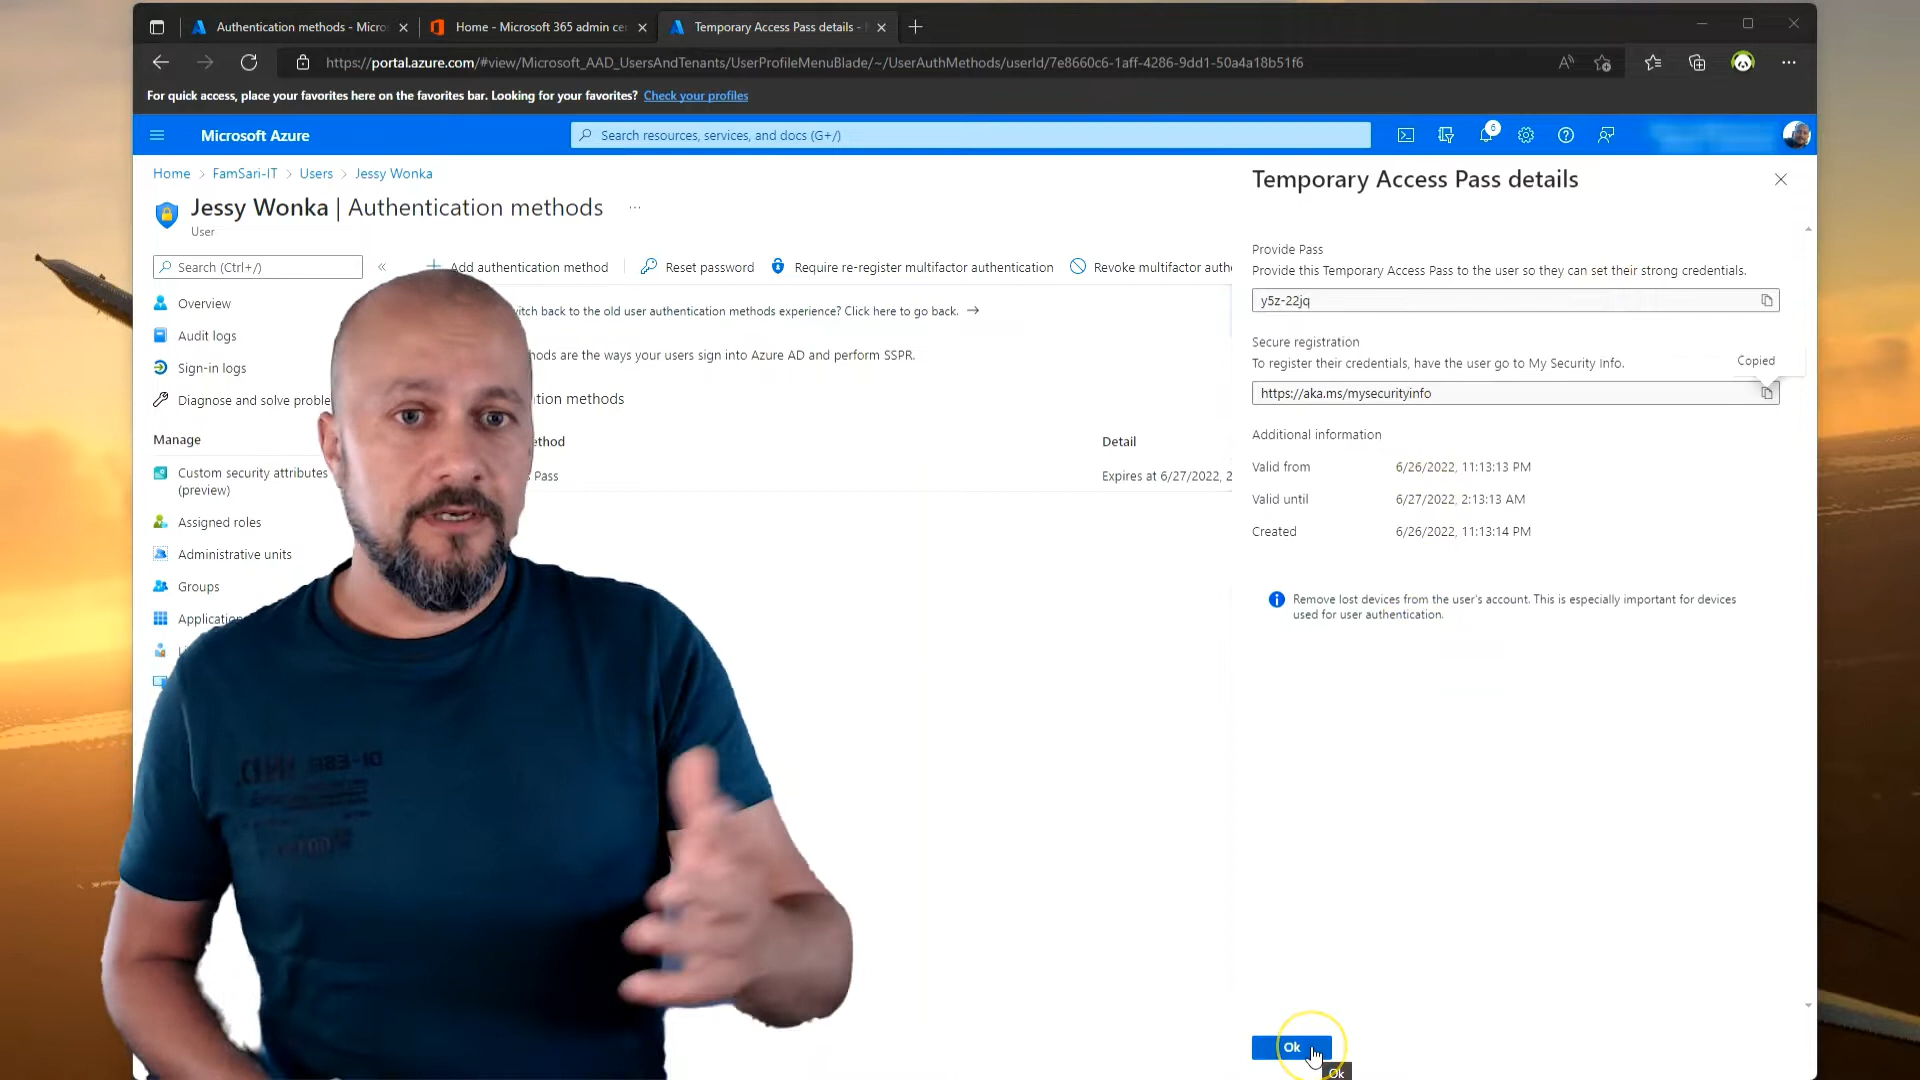 Authentication methods - Micro
Home - Microsoft 365 admin ce
Temporary Access Pass details -
https://portal.azure.com/#view/Microsoft_AAD_UsersAndTenants/UserProfileMenuBlade/~/UserAuthMethods/userId/7e8660c6-1aff-4286-9dd1-50a4a18b51f6
For quick access, place your favorites here on the favorites bar. Looking for your favorites? Check your profiles
Microsoft Azure
Search resources, services, and docs (G+/)
6
Home > FamSari-IT > Users > Jessy Wonka
Jessy Wonka | Authentication methods ...
User
Search (Ctrl+/)
«
Add authentication method
Reset password
Require re-register multifactor authentication
Revoke multifactor authe
Overview
Audit logs
Sign-in logs
Diagnose and solve proble
Manage
Custom security attributes
(preview)
Assigned roles
Administrative units
Groups
Application
itch back to the old user authentication methods experience? Click here to go back. →
hods are the ways your users sign into Azure AD and perform SSPR.
tion methods
ethod
Detail
Pass
Expires at 6/27/2022, 2
Temporary Access Pass details
Provide Pass
Provide this Temporary Access Pass to the user so they can set their strong credentials.
y5z-22jq
Secure registration
To register their credentials, have the user go to My Security Info.
Copied
https://aka.ms/mysecurityinfo
Additional information
Valid from 6/26/2022, 11:13:13 PM
Valid until 6/27/2022, 2:13:13 AM
Created 6/26/2022, 11:13:14 PM
Remove lost devices from the user's account. This is especially important for devices
used for user authentication.
Ok
Ok